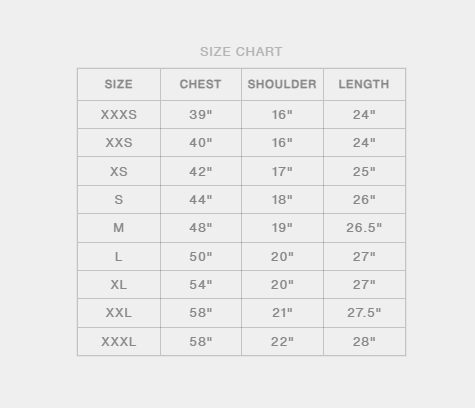 SIZE CHART
SIZE CHEST SHOULDER LENGTH
XXXS 39" 16" 24"
XXS 40" 16" 24"
XS 42" 17" 25"
S 44" 18" 26"
M 48" 19" 26.5"
L 50" 20" 27"
XL 54" 20" 27"
XXL 58" 21" 27.5"
XXXL 58" 22" 28"